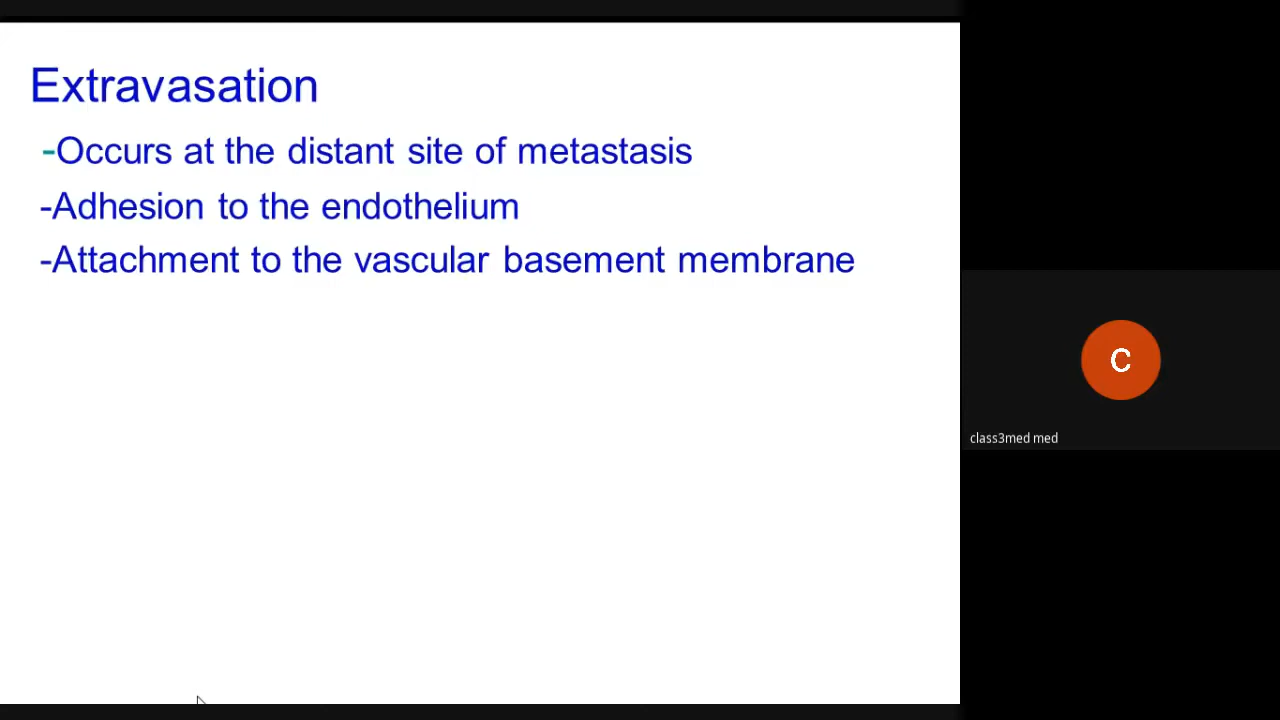 Extravasation
-Occurs at the distant site of metastasis
-Adhesion to the endothelium
-Attachment to the vascular basement membrane
C
class3med med